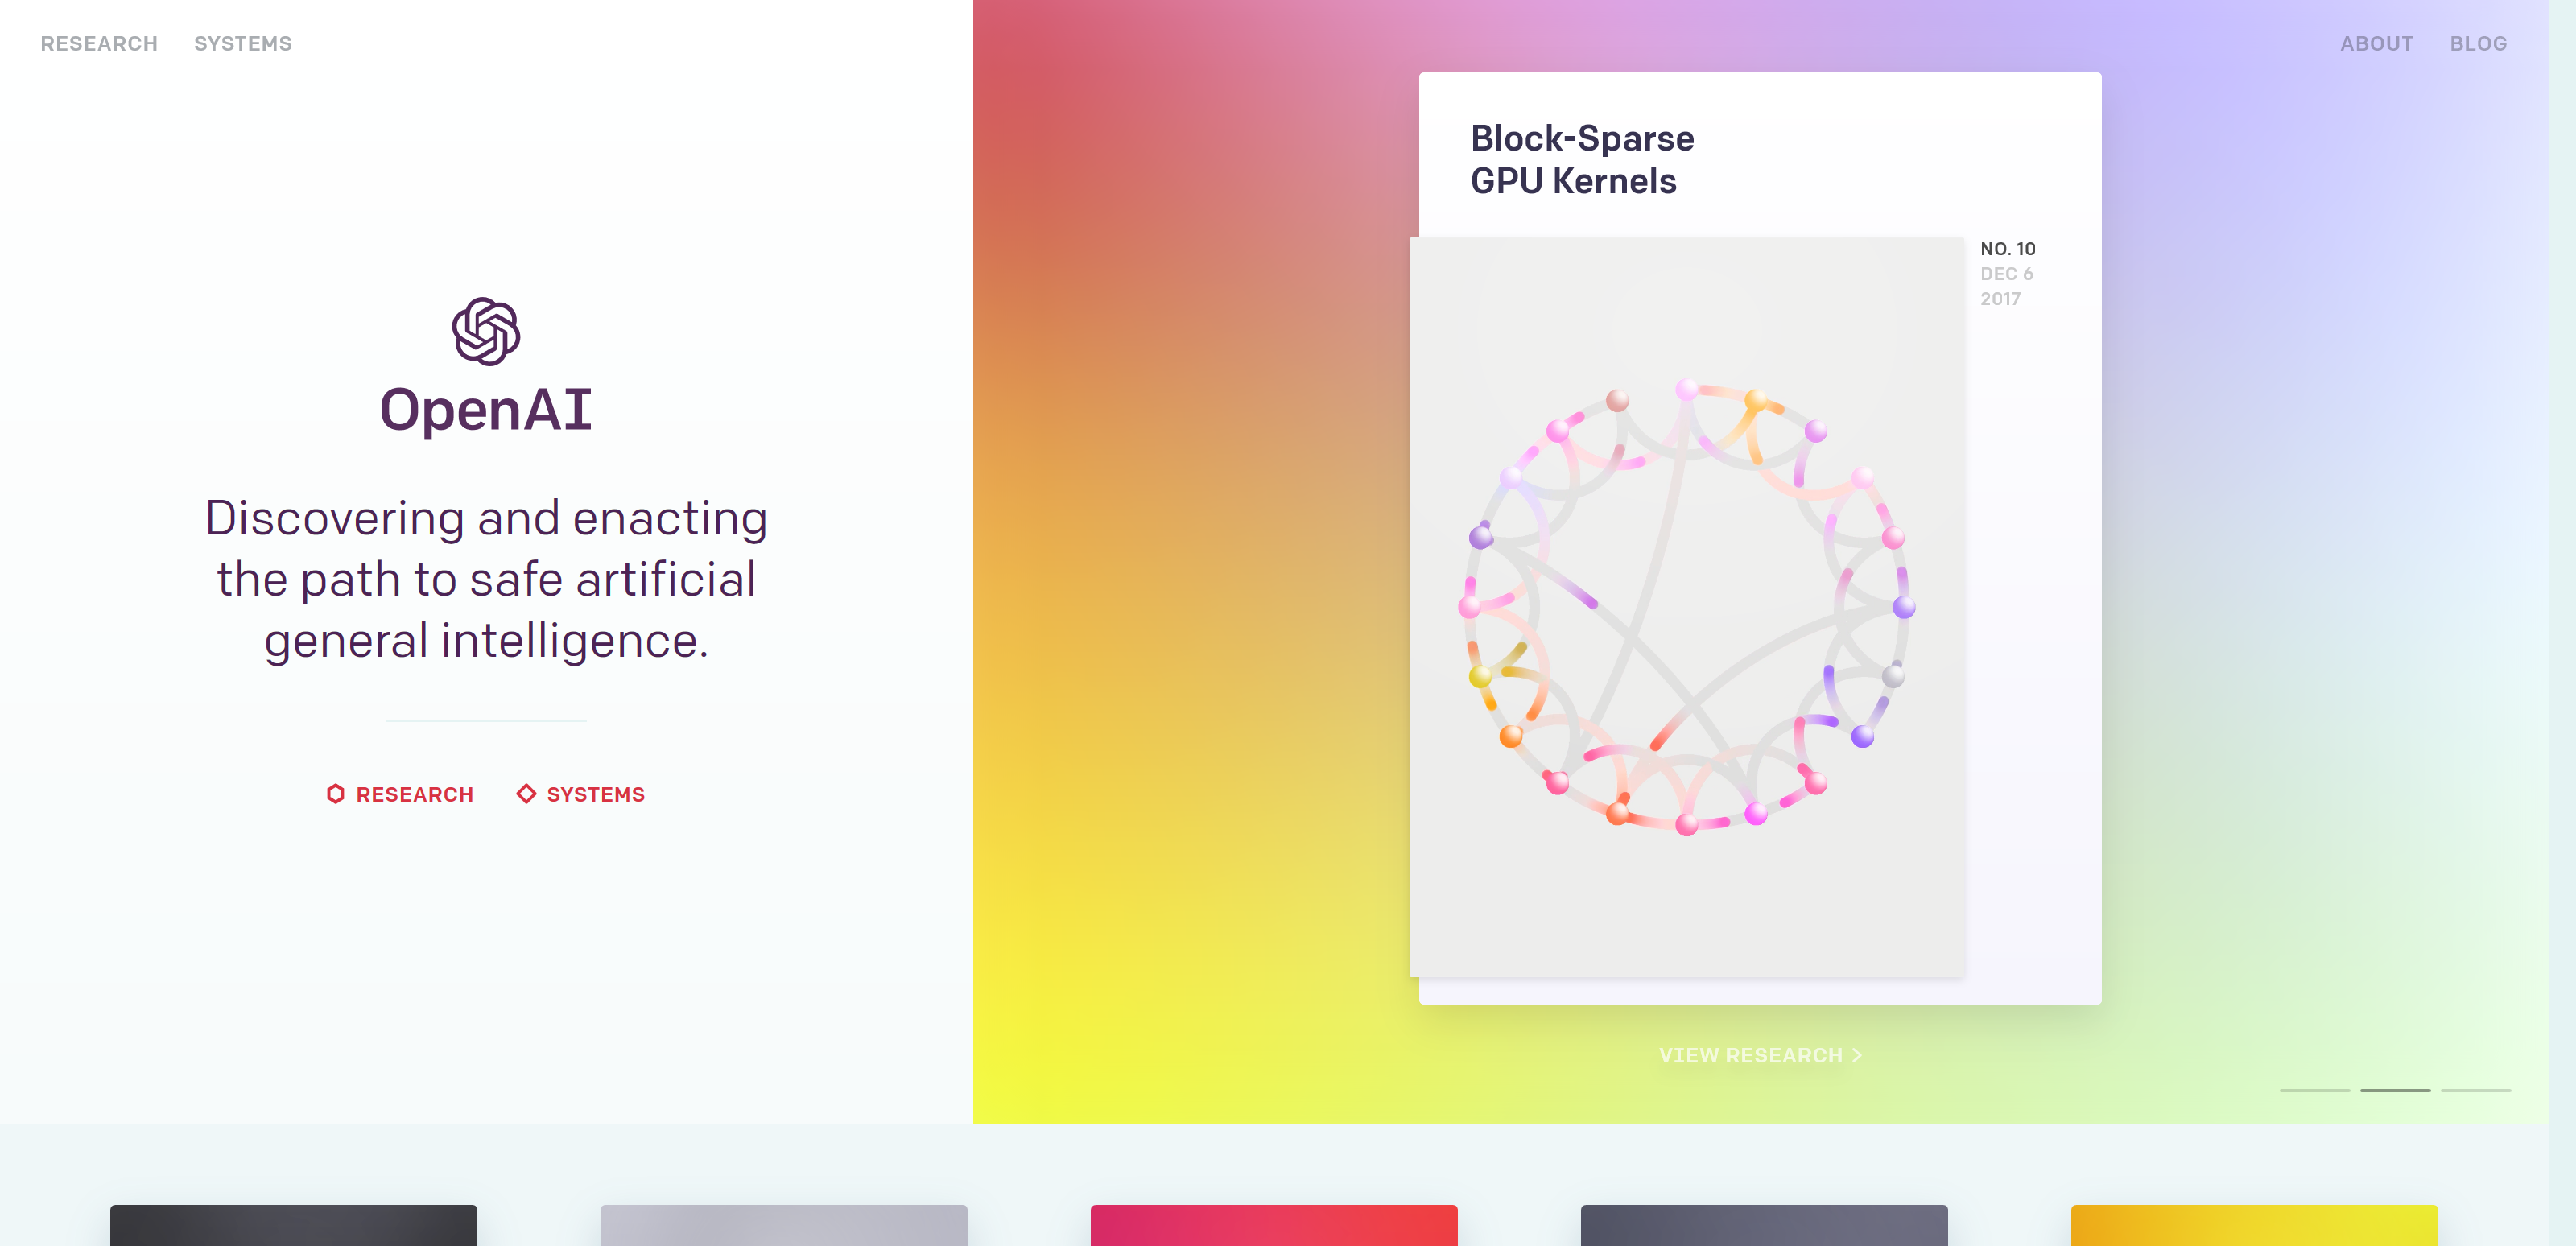 RESEARCH SYSTEMS
ABOUT BLOG
OpenAI
Discovering and enacting
the path to safe artificial
general intelligence.
RESEARCH SYSTEMS
Block-Sparse
GPU Kernels
NO. 10
DEC 6
2017
VIEW RESEARCH >